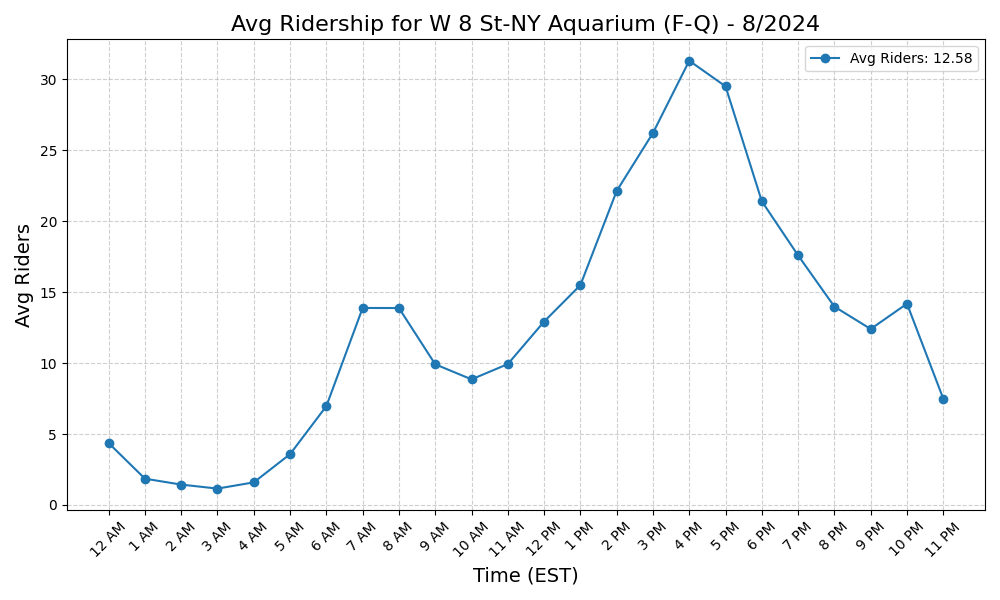 Avg Ridership for W 8 St-NY Aquarium (F-Q) - 8/2024
Avg Riders: 12.58
Avg Riders
30
25
20
15
10
5
0
12 AM
1 AM
2 AM
3 AM
4 AM
5 AM
6 AM
7 AM
8 AM
9 AM
10 AM
11 AM
12 PM
1 PM
2 PM
3 PM
4 PM
5 PM
6 PM
7 PM
8 PM
9 PM
10 PM
11 PM
Time (EST)